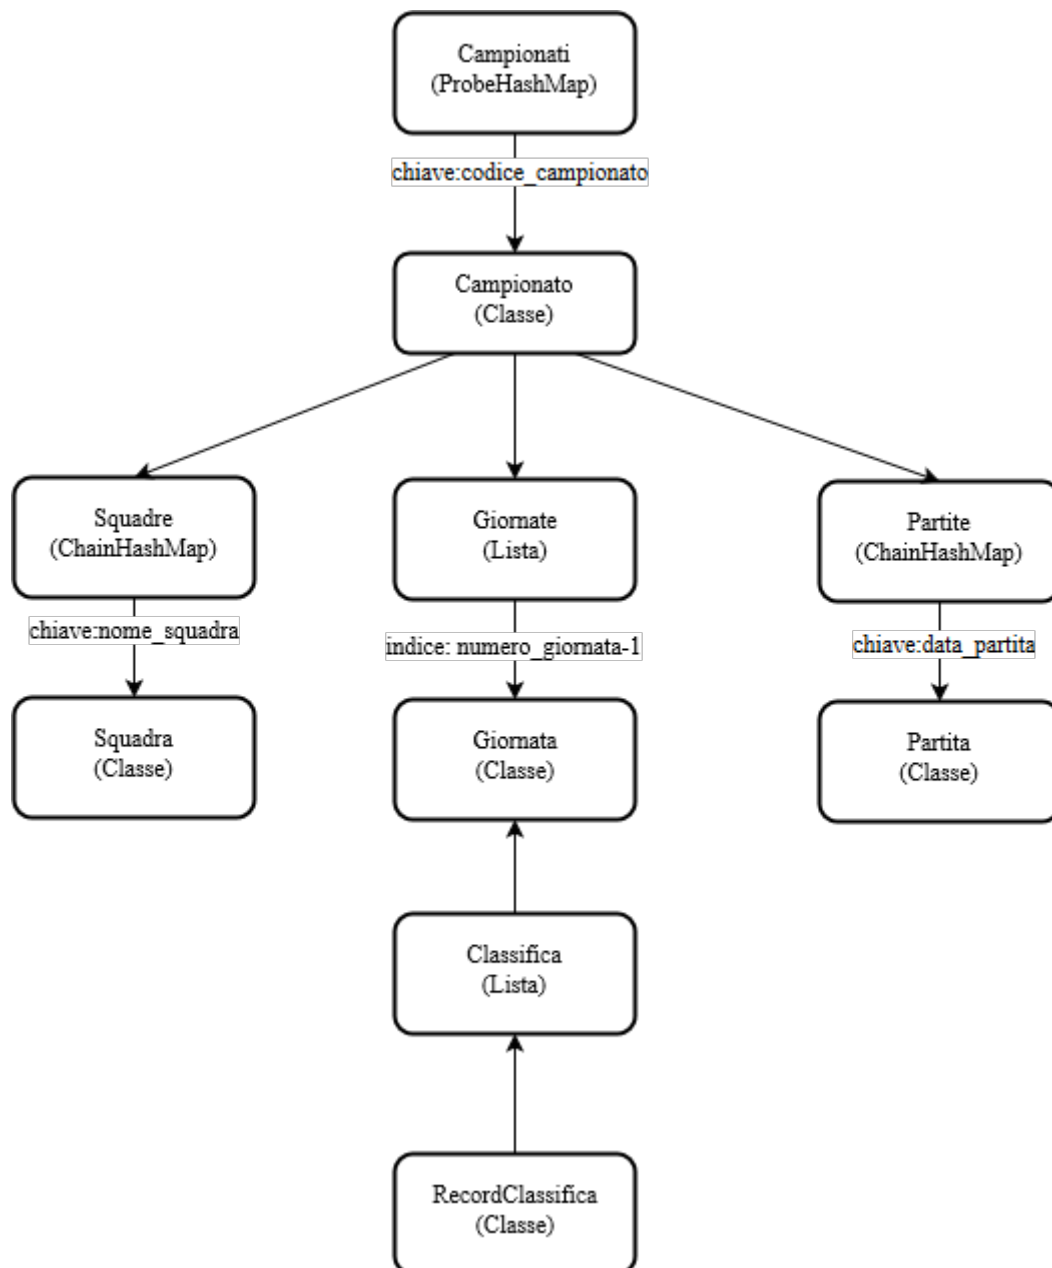 Campionati
(ProbeHashMap)
chiave:codice_campionato
Campionato
(Classe)
Squadre
(ChainHashMap)
Giornate
(Lista)
Partite
(ChainHashMap)
chiave:nome_squadra
indice: numero_giornata-1
chiave:data_partita
Squadra
(Classe)
Giornata
(Classe)
Partita
(Classe)
Classifica
(Lista)
RecordClassifica
(Classe)